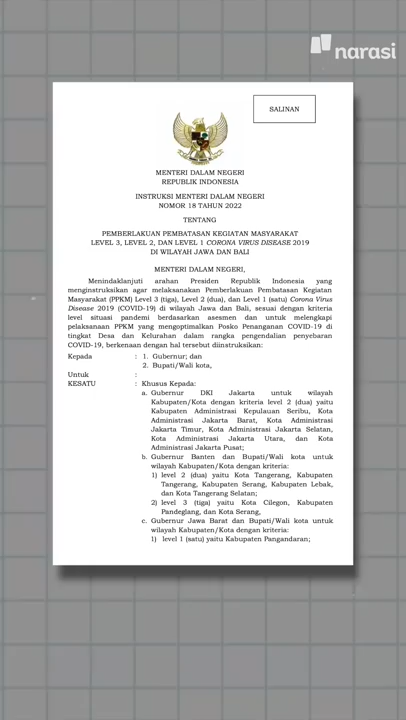 narasi
SALINAN
MENTERI DALAM NEGERI
REPUBLIK INDONESIA
INSTRUKSI MENTERI DALAM NEGERI
NOMOR 18 TAHUN 2022
TENTANG
PEMBERLAKUAN PEMBATASAN KEGIATAN MASYARAKAT
LEVEL 3, LEVEL 2, DAN LEVEL 1 CORONA VIRUS DISEASE 2019
DI WILAYAH JAWA DAN BALI
MENTERI DALAM NEGERI,
Menindaklanjuti arahan Presiden Republik Indonesia yang
menginstruksikan agar melaksanakan Pemberlakuan Pembatasan Kegiatan
Masyarakat (PPKM) Level 3 (tiga), Level 2 (dua), dan Level 1 (satu) Corona Virus
Disease 2019 (COVID-19) di wilayah Jawa dan Bali, sesuai dengan kriteria
level situasi pandemi berdasarkan asesmen dan untuk melengkapi
pelaksanaan PPKM yang mengoptimalkan Posko Penanganan COVID-19 di
tingkat Desa dan Kelurahan dalam rangka pengendalian penyebaran
COVID-19, berkenaan dengan hal tersebut diinstruksikan:
Kepada : 1. Gubernur; dan
2. Bupati/Wali kota,
Untuk :
KESATU : Khusus Kepada:
a. Gubernur DKI Jakarta untuk wilayah
Kabupaten/Kota dengan kriteria level 2 (dua) yaitu
Kabupaten Administrasi Kepulauan Seribu, Kota
Administrasi Jakarta Barat, Kota Administrasi
Jakarta Timur, Kota Administrasi Jakarta Selatan,
Kota Administrasi Jakarta Utara, dan Kota
Administrasi Jakarta Pusat;
b. Gubernur Banten dan Bupati/Wali kota untuk
wilayah Kabupaten/Kota dengan kriteria:
1) level 2 (dua) yaitu Kota Tangerang, Kabupaten
Tangerang, Kabupaten Serang, Kabupaten Lebak,
dan Kota Tangerang Selatan;
2) level 3 (tiga) yaitu Kota Cilegon, Kabupaten
Pandeglang, dan Kota Serang,
c. Gubernur Jawa Barat dan Bupati/Wali kota untuk
wilayah Kabupaten/Kota dengan kriteria:
1) level 1 (satu) yaitu Kabupaten Pangandaran;